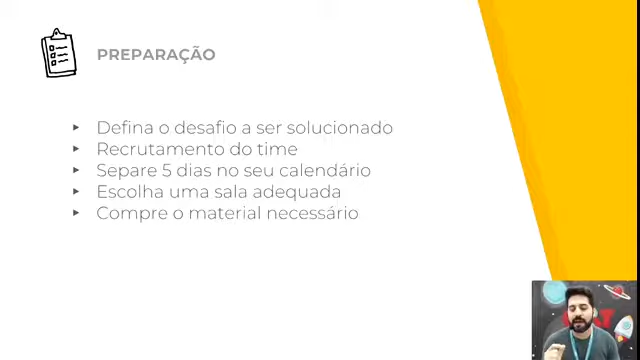 PREPARAÇÃO
Defina o desafio a ser solucionado
Recrutamento do time
Separe 5 dias no seu calendário
Escolha uma sala adequada
Compre o material necessário